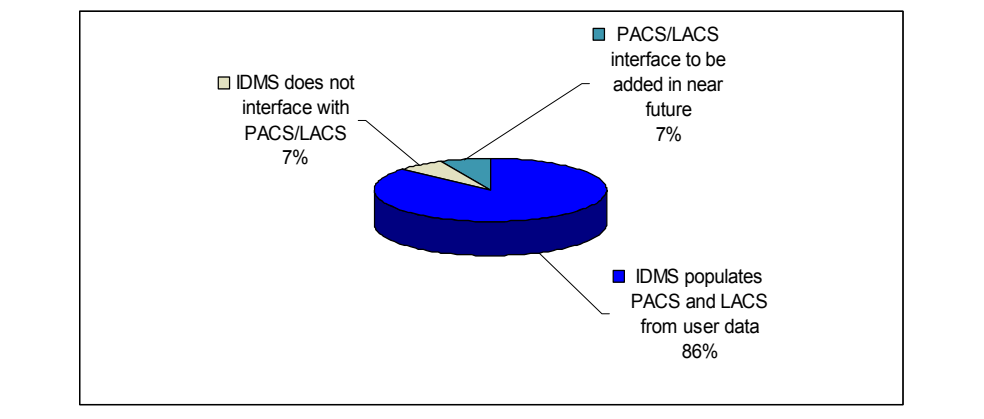 PACS/LACS
interface to be
added in near
future
7%
IDMS does not
interface with
PACS/LACS
7%
IDMS populates
PACS and LACS
from user data
86%